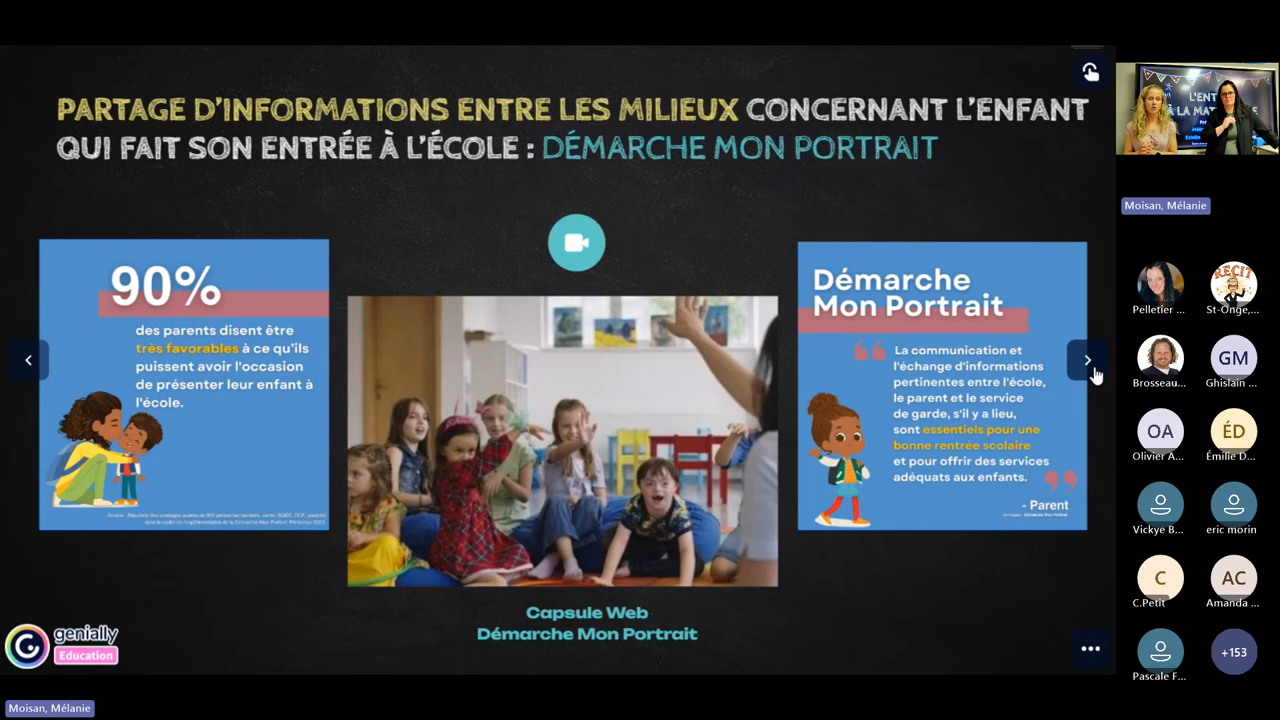 PARTAGE D'INFORMATIONS ENTRE LES MILIEUX CONCERNANT L'ENFANT
QUI FAIT SON ENTRÉE À L'ÉCOLE : DÉMARCHE MON PORTRAIT
90%
des parents disent être
très favorables à ce qu'ils
puissent avoir l'occasion
de présenter leur enfant à
l'école.
Démarche
Mon Portrait
La communication et
l'échange d'informations
pertinentes entre l'école,
le parent et le service
de garde, s'il y a lieu,
sont essentiels pour une
bonne rentrée scolaire
et pour offrir des services
adéquats aux enfants.
- Parent
Capsule Web
Démarche Mon Portrait
genially
Education
Moisan, Mélanie
L'ENT
À LA MAT
Moisan, Mélanie
Pelletier ...
RÉCIT
St-Onge,...
Brosseau...
GM
Ghislain ...
OA
Olivier A...
ÉD
Émilie D...
Vickye B...
eric morin
C
C.Petit
AC
Amanda ...
Pascale F...
+153